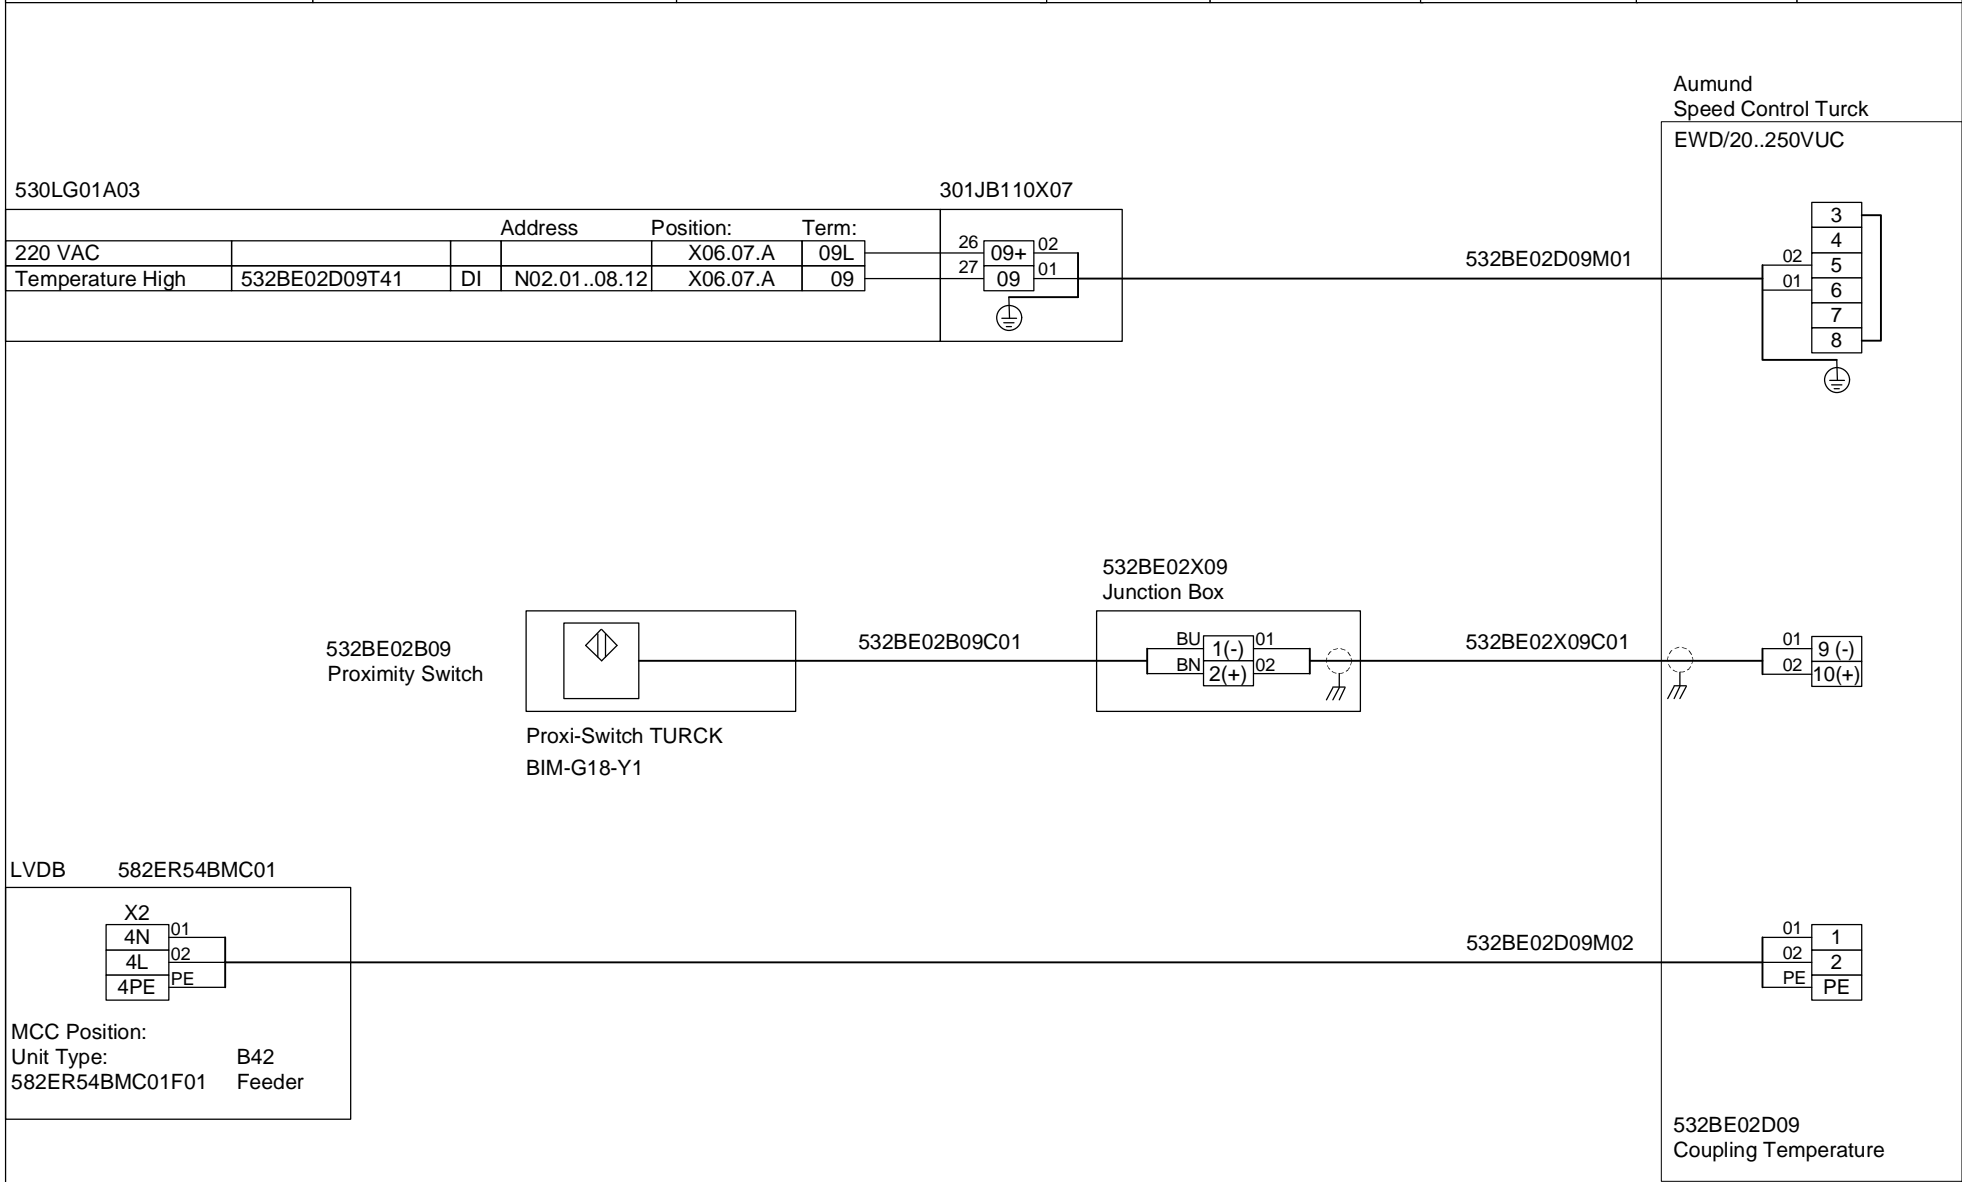 Aumund
Speed Control Turck
EWD/20..250VUC
530LG01A03
301JB110X07
Address Position: Term:
220 VAC X06.07.A 09L
Temperature High 532BE02D09T41 DI N02.01..08.12 X06.07.A 09
26 09+ 02
27 09 01
532BE02D09M01
3
4
02 5
01 6
7
8
532BE02X09
Junction Box
532BE02B09
Proximity Switch
532BE02B09C01
BU 1(-) 01
BN 2(+) 02
532BE02X09C01
01 9 (-)
02 10(+)
Proxi-Switch TURCK
BIM-G18-Y1
LVDB 582ER54BMC01
X2
4N 01
4L 02
4PE PE
532BE02D09M02
01 1
02 2
PE PE
MCC Position:
Unit Type: B42
582ER54BMC01F01 Feeder
532BE02D09
Coupling Temperature